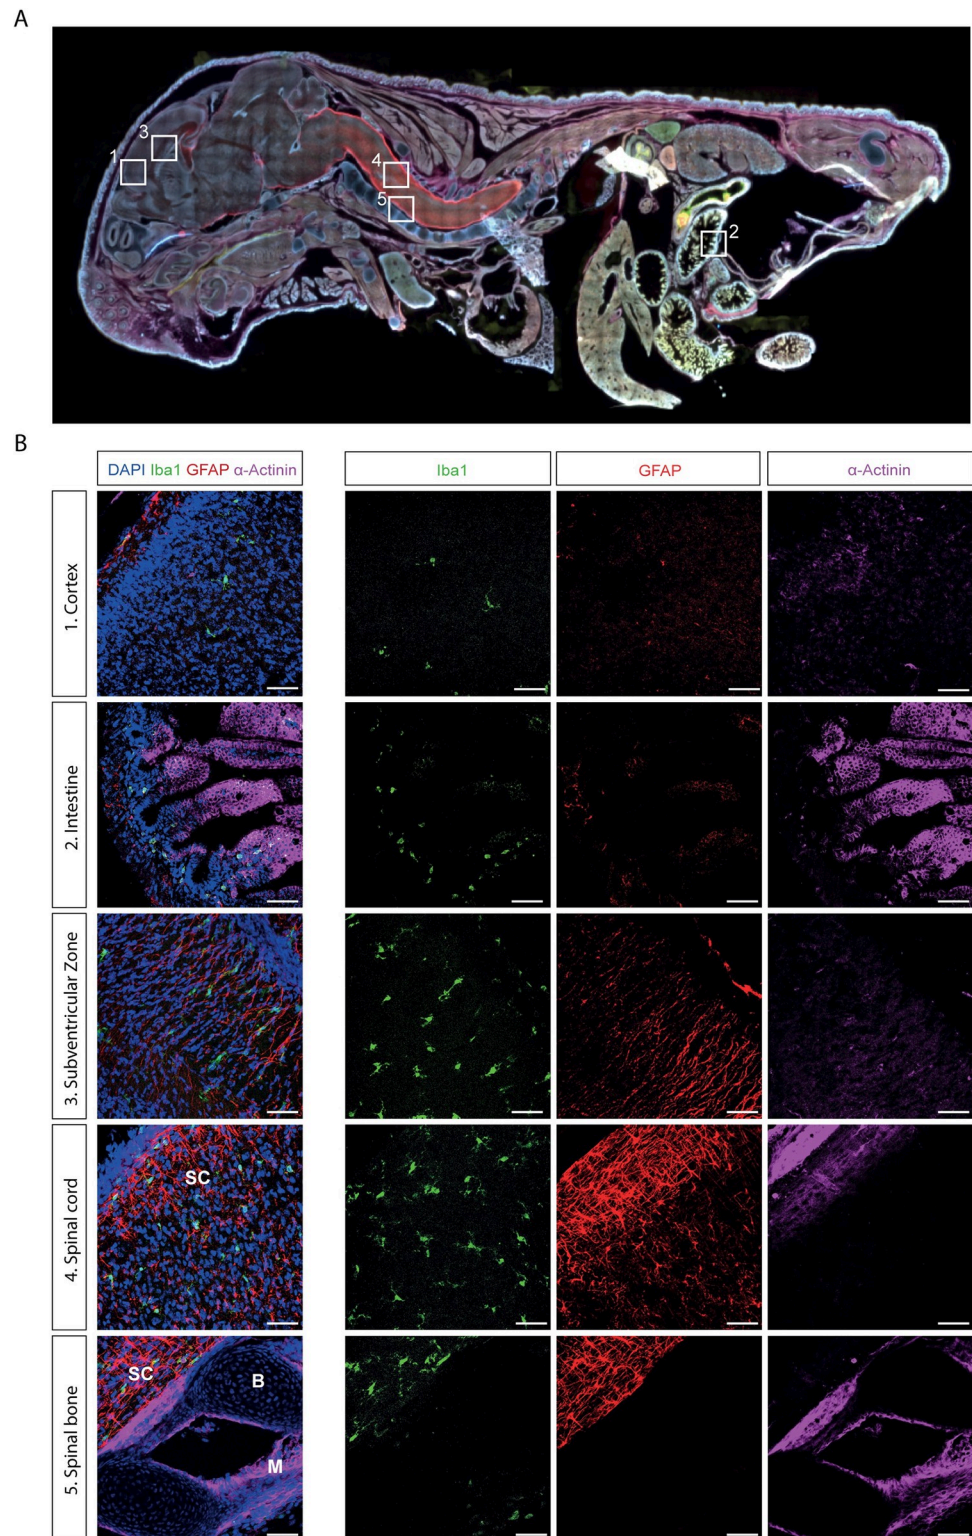 A
1
3
4
5
2
B
DAPI Iba1 GFAP α-Actinin
Iba1
GFAP
α-Actinin
1. Cortex
2. Intestine
3. Subventricular Zone
4. Spinal cord
SC
5. Spinal bone
SC
B
M